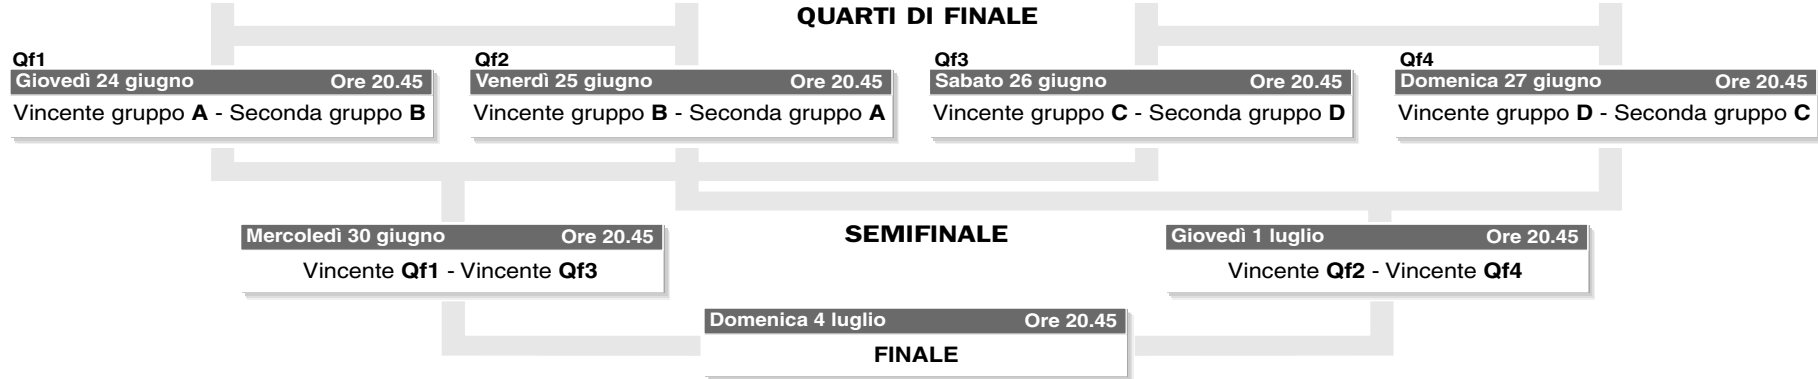 QUARTI DI FINALE
Qf1
Giovedì 24 giugno Ore 20.45
Vincente gruppo A - Seconda gruppo B
Qf2
Venerdì 25 giugno Ore 20.45
Vincente gruppo B - Seconda gruppo A
Qf3
Sabato 26 giugno Ore 20.45
Vincente gruppo C - Seconda gruppo D
Qf4
Domenica 27 giugno Ore 20.45
Vincente gruppo D - Seconda gruppo C
SEMIFINALE
Mercoledì 30 giugno Ore 20.45
Vincente Qf1 - Vincente Qf3
Giovedì 1 luglio Ore 20.45
Vincente Qf2 - Vincente Qf4
Domenica 4 luglio Ore 20.45
FINALE